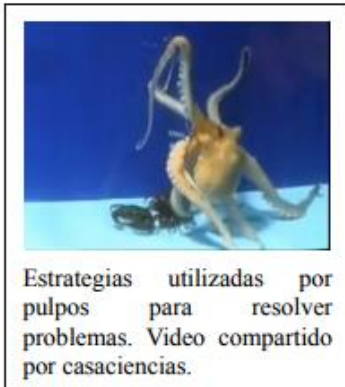 Estrategias utilizadas por
pulpos para resolver
problemas. Video compartido
por casaciencias.